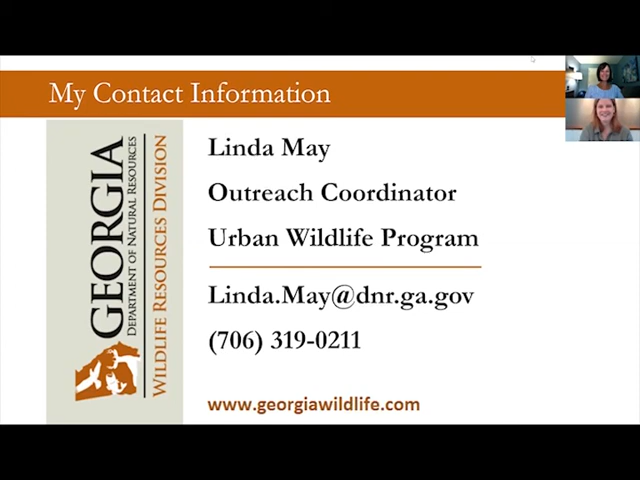 My Contact Information
GEORGIA
DEPARTMENT OF NATURAL RESOURCES
WILDLIFE RESOURCES DIVISION
Linda May
Outreach Coordinator
Urban Wildlife Program
Linda.May@dnr.ga.gov
(706) 319-0211
www.georgiawildlife.com